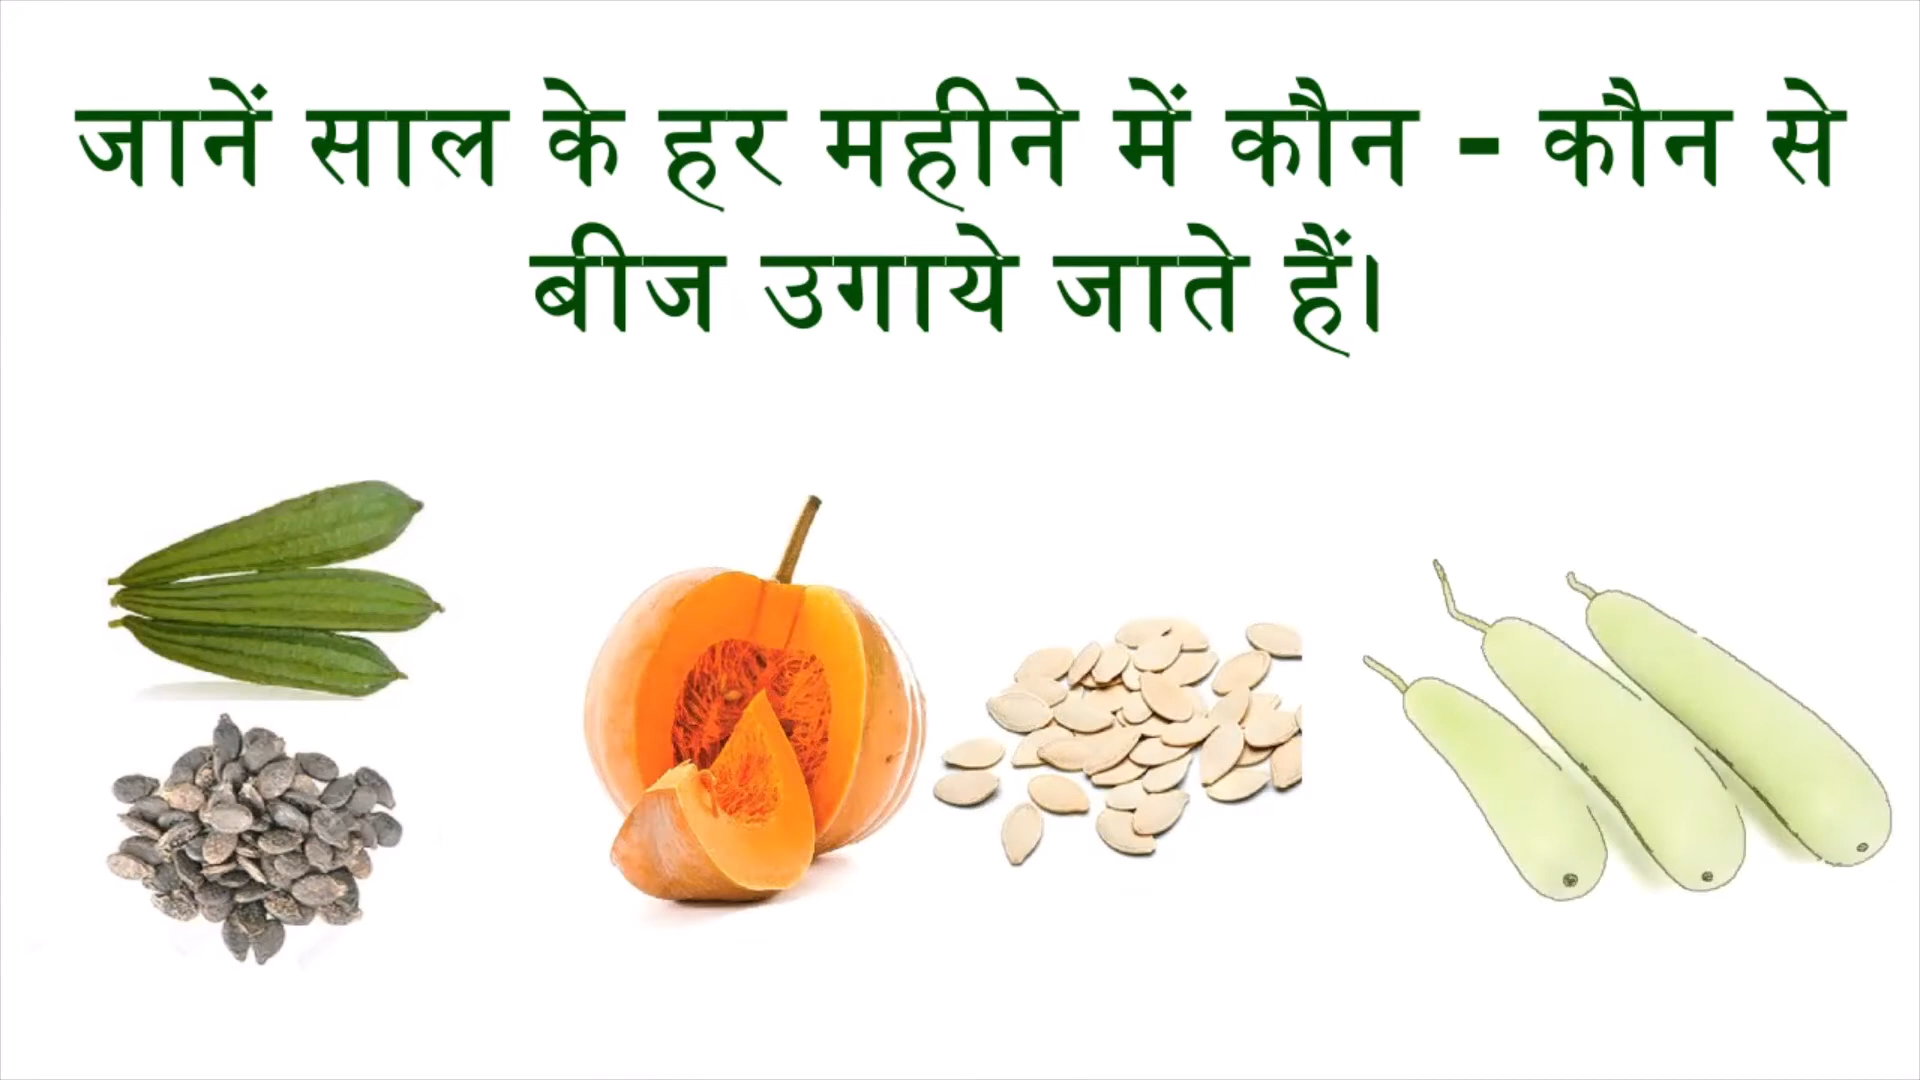 जानें साल के हर महीने में कौन - कौन से
बीज उगाये जाते हैं।